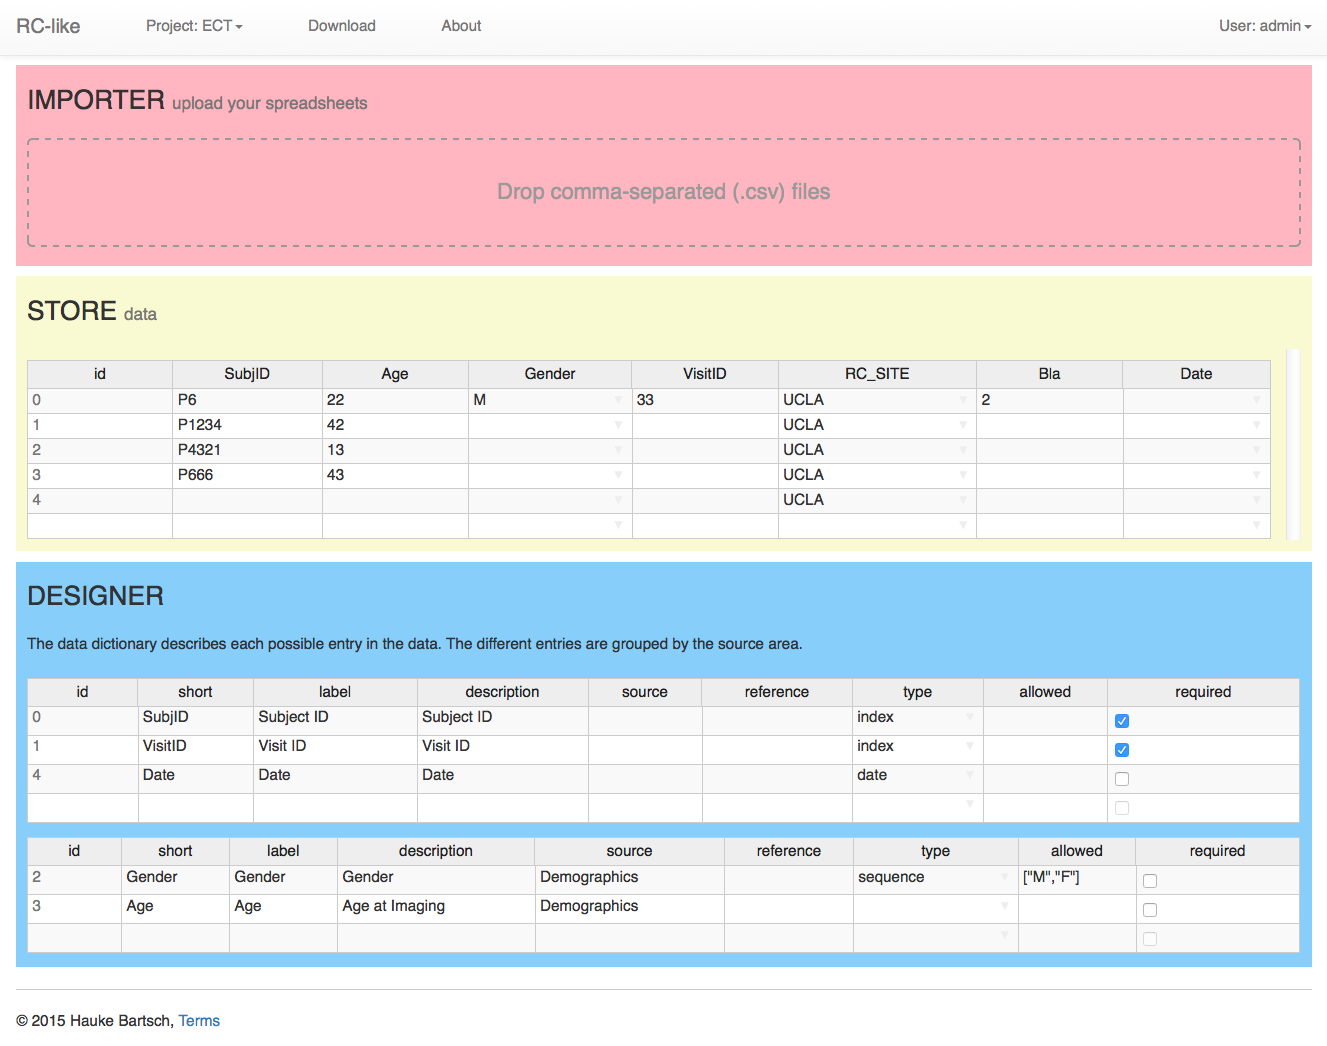 RC-like Project: ECT Download About User: admin
IMPORTER upload your spreadsheets
Drop comma-separated (.csv) files
STORE data
id SubjID Age Gender VisitID RC_SITE Bla Date
0 P6 22 M 33 UCLA 2
1 P1234 42 UCLA
2 P4321 13 UCLA
3 P666 43 UCLA
4 UCLA
DESIGNER
The data dictionary describes each possible entry in the data. The different entries are grouped by the source area.
id short label description source reference type allowed required
0 SubjID Subject ID Subject ID index
1 VisitID Visit ID Visit ID index
4 Date Date Date date
id short label description source reference type allowed required
2 Gender Gender Gender Demographics sequence ["M","F"]
3 Age Age Age at Imaging Demographics
© 2015 Hauke Bartsch, Terms